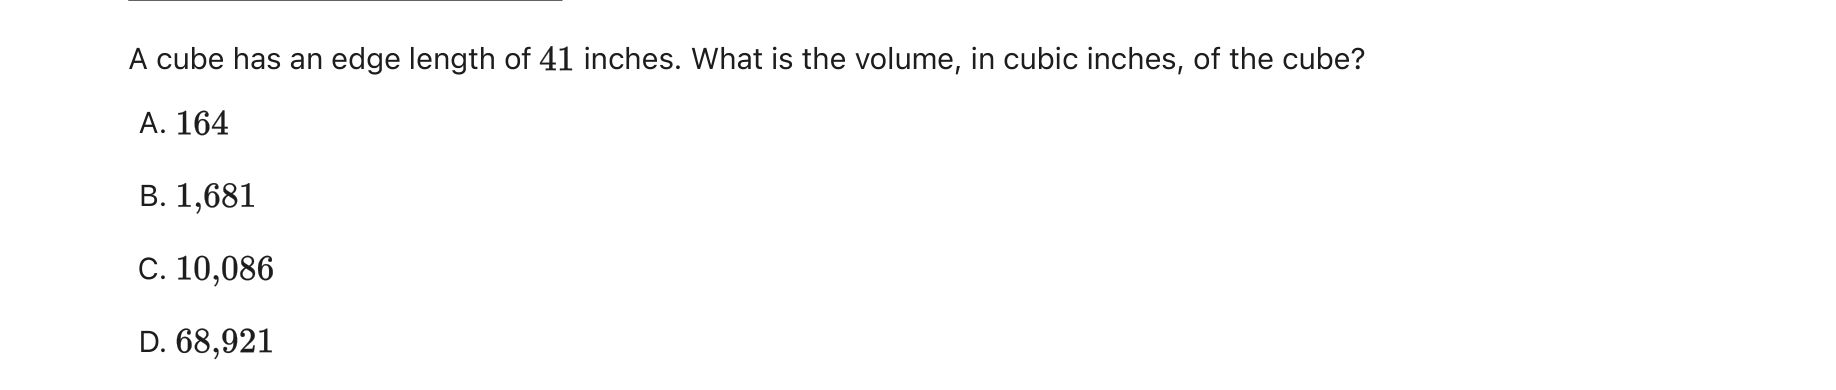 A cube has an edge length of 41 inches. What is the volume, in cubic inches, of the cube?
A. 164
B. 1,681
C. 10,086
D. 68,921